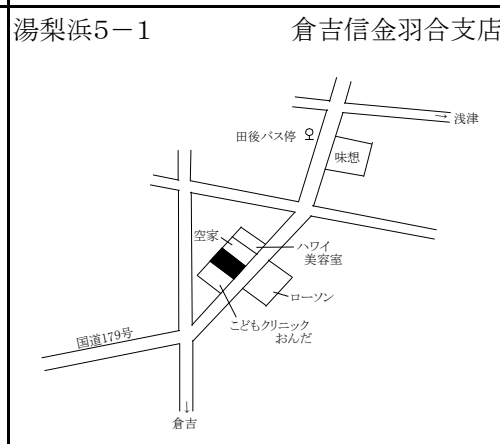 湯梨浜5－1
倉吉信金羽合支店
→ 浅津
田後バス停
味想
空家
ハワイ
美容室
ローソン
こどもクリニック
おんだ
国道179号
↓
倉吉